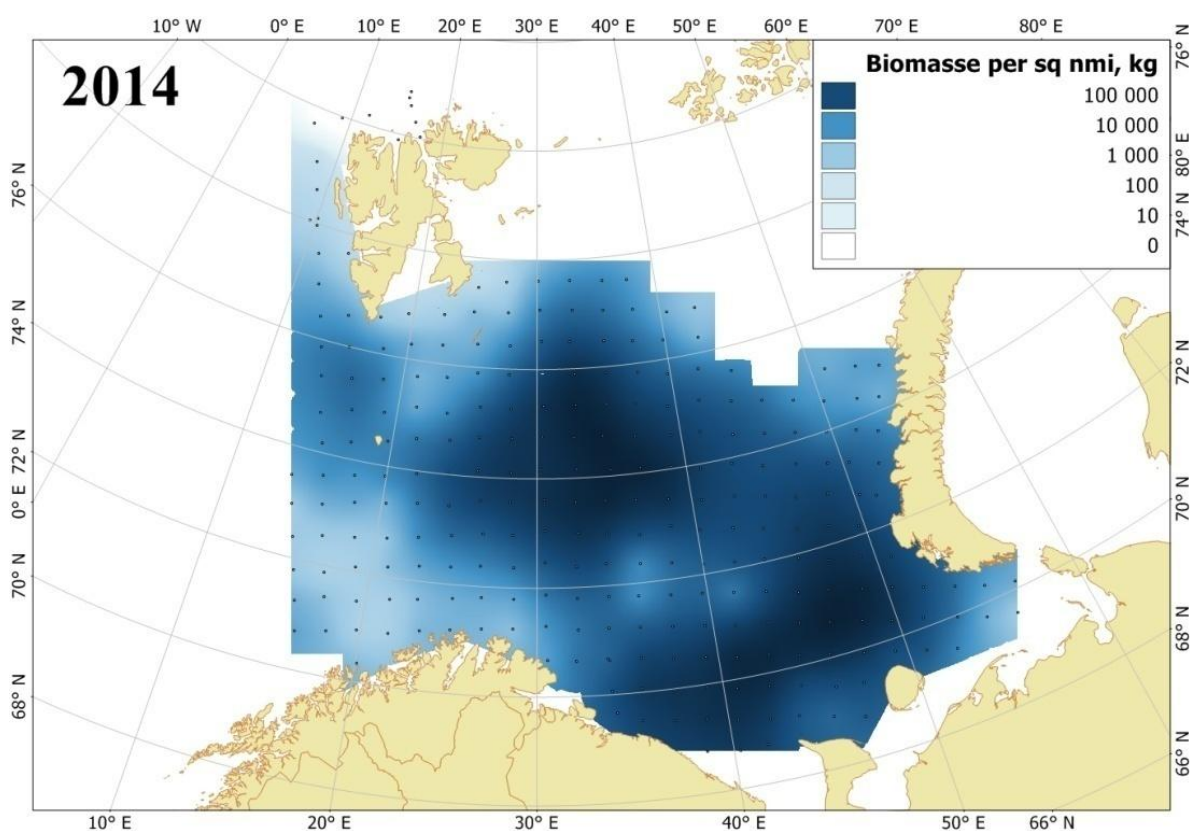 10° W 0° E 10° E 20° E 30° E 40° E 50° E 60° E 70° E 80° E
2014
Biomasse per sq nmi, kg
100 000
10 000
1 000
100
10
0
76° N
74° N
72° N
0° E
70° N
68° N
76° N
80° E
74° N
72° N
70° N
68° N
66° N
10° E 20° E 30° E 40° E 50° E 66° N